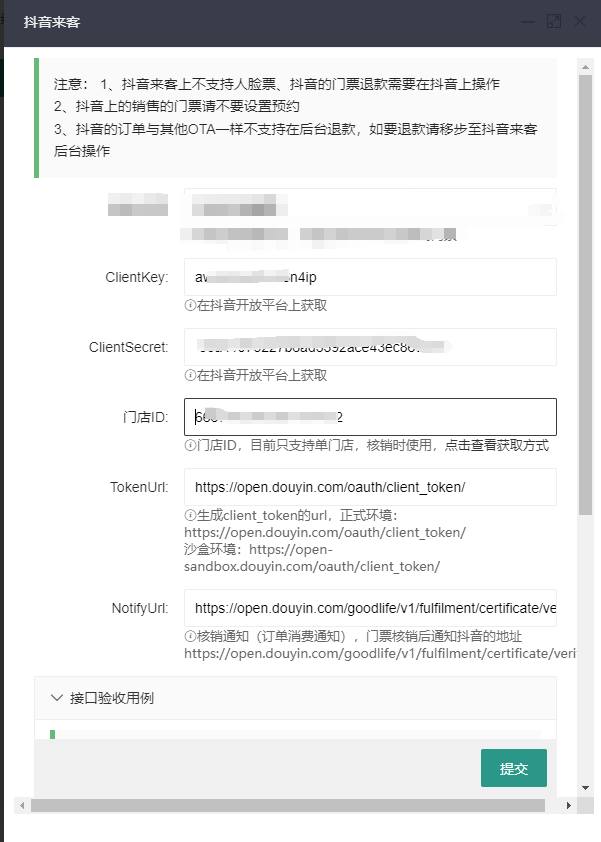 抖音来客
注意： 1、抖音来客上不支持人脸票、抖音的门票退款需要在抖音上操作
2、抖音上的销售的门票请不要设置预约
3、抖音的订单与其他OTA一样不支持在后台退款，如要退款请移步至抖音来客
后台操作
ClientKey:
n4ip
在抖音开放平台上获取
ClientSecret:
在抖音开放平台上获取
门店ID:
门店ID，目前只支持单门店，核销时使用，点击查看获取方式
TokenUrl: https://open.douyin.com/oauth/client_token/
生成client_token的url，正式环境：
https://open.douyin.com/oauth/client_token/
沙盒环境：https://open-
sandbox.douyin.com/oauth/client_token/
NotifyUrl: https://open.douyin.com/goodlife/v1/fulfilment/certificate/ve
核销通知（订单消费通知），门票核销后通知抖音的地址
https://open.douyin.com/goodlife/v1/fulfilment/certificate/veri
接口验收用例
提交